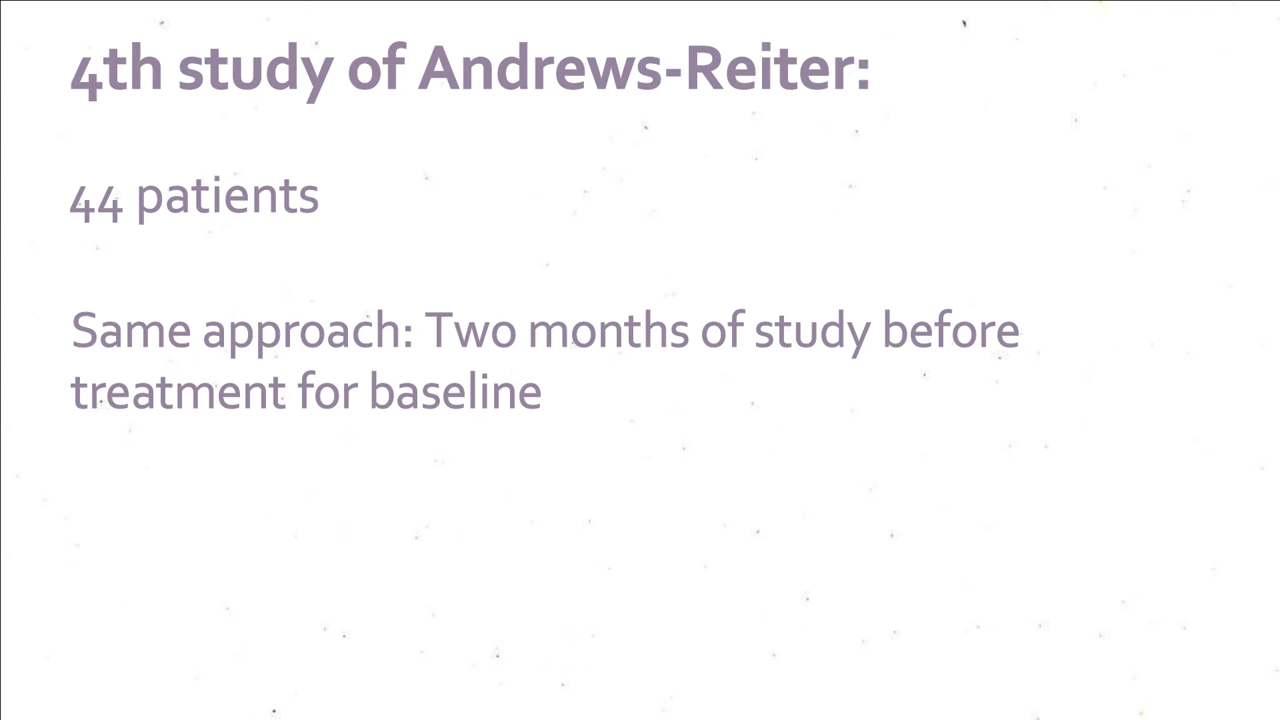 4th study of Andrews-Reiter:
44 patients
Same approach: Two months of study before
treatment for baseline